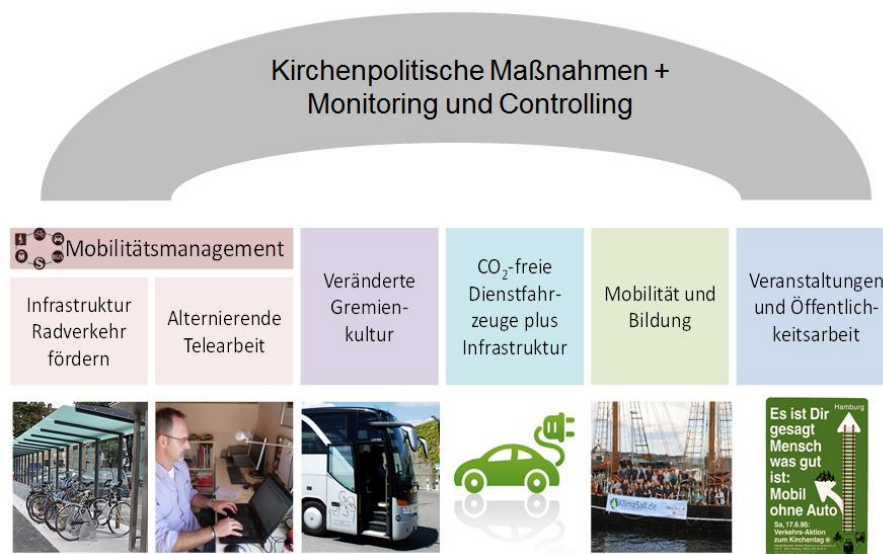 Kirchenpolitische Maßnahmen +
Monitoring und Controlling
Mobilitätsmanagement
Infrastruktur
Radverkehr
fördern
Alternierende
Telearbeit
Veränderte
Gremien-
kultur
CO₂-freie
Dienstfahr-
zeuge plus
Infrastruktur
Mobilität und
Bildung
Veranstaltungen
und Öffentlich-
keitsarbeit
KlimaSail.de
Es ist Dir
gesagt
Mensch
was gut
ist:
Mobil
ohne Auto
Sa, 17.6.95:
Verkehrs-Aktion
zum Kirchentag
Hamburg